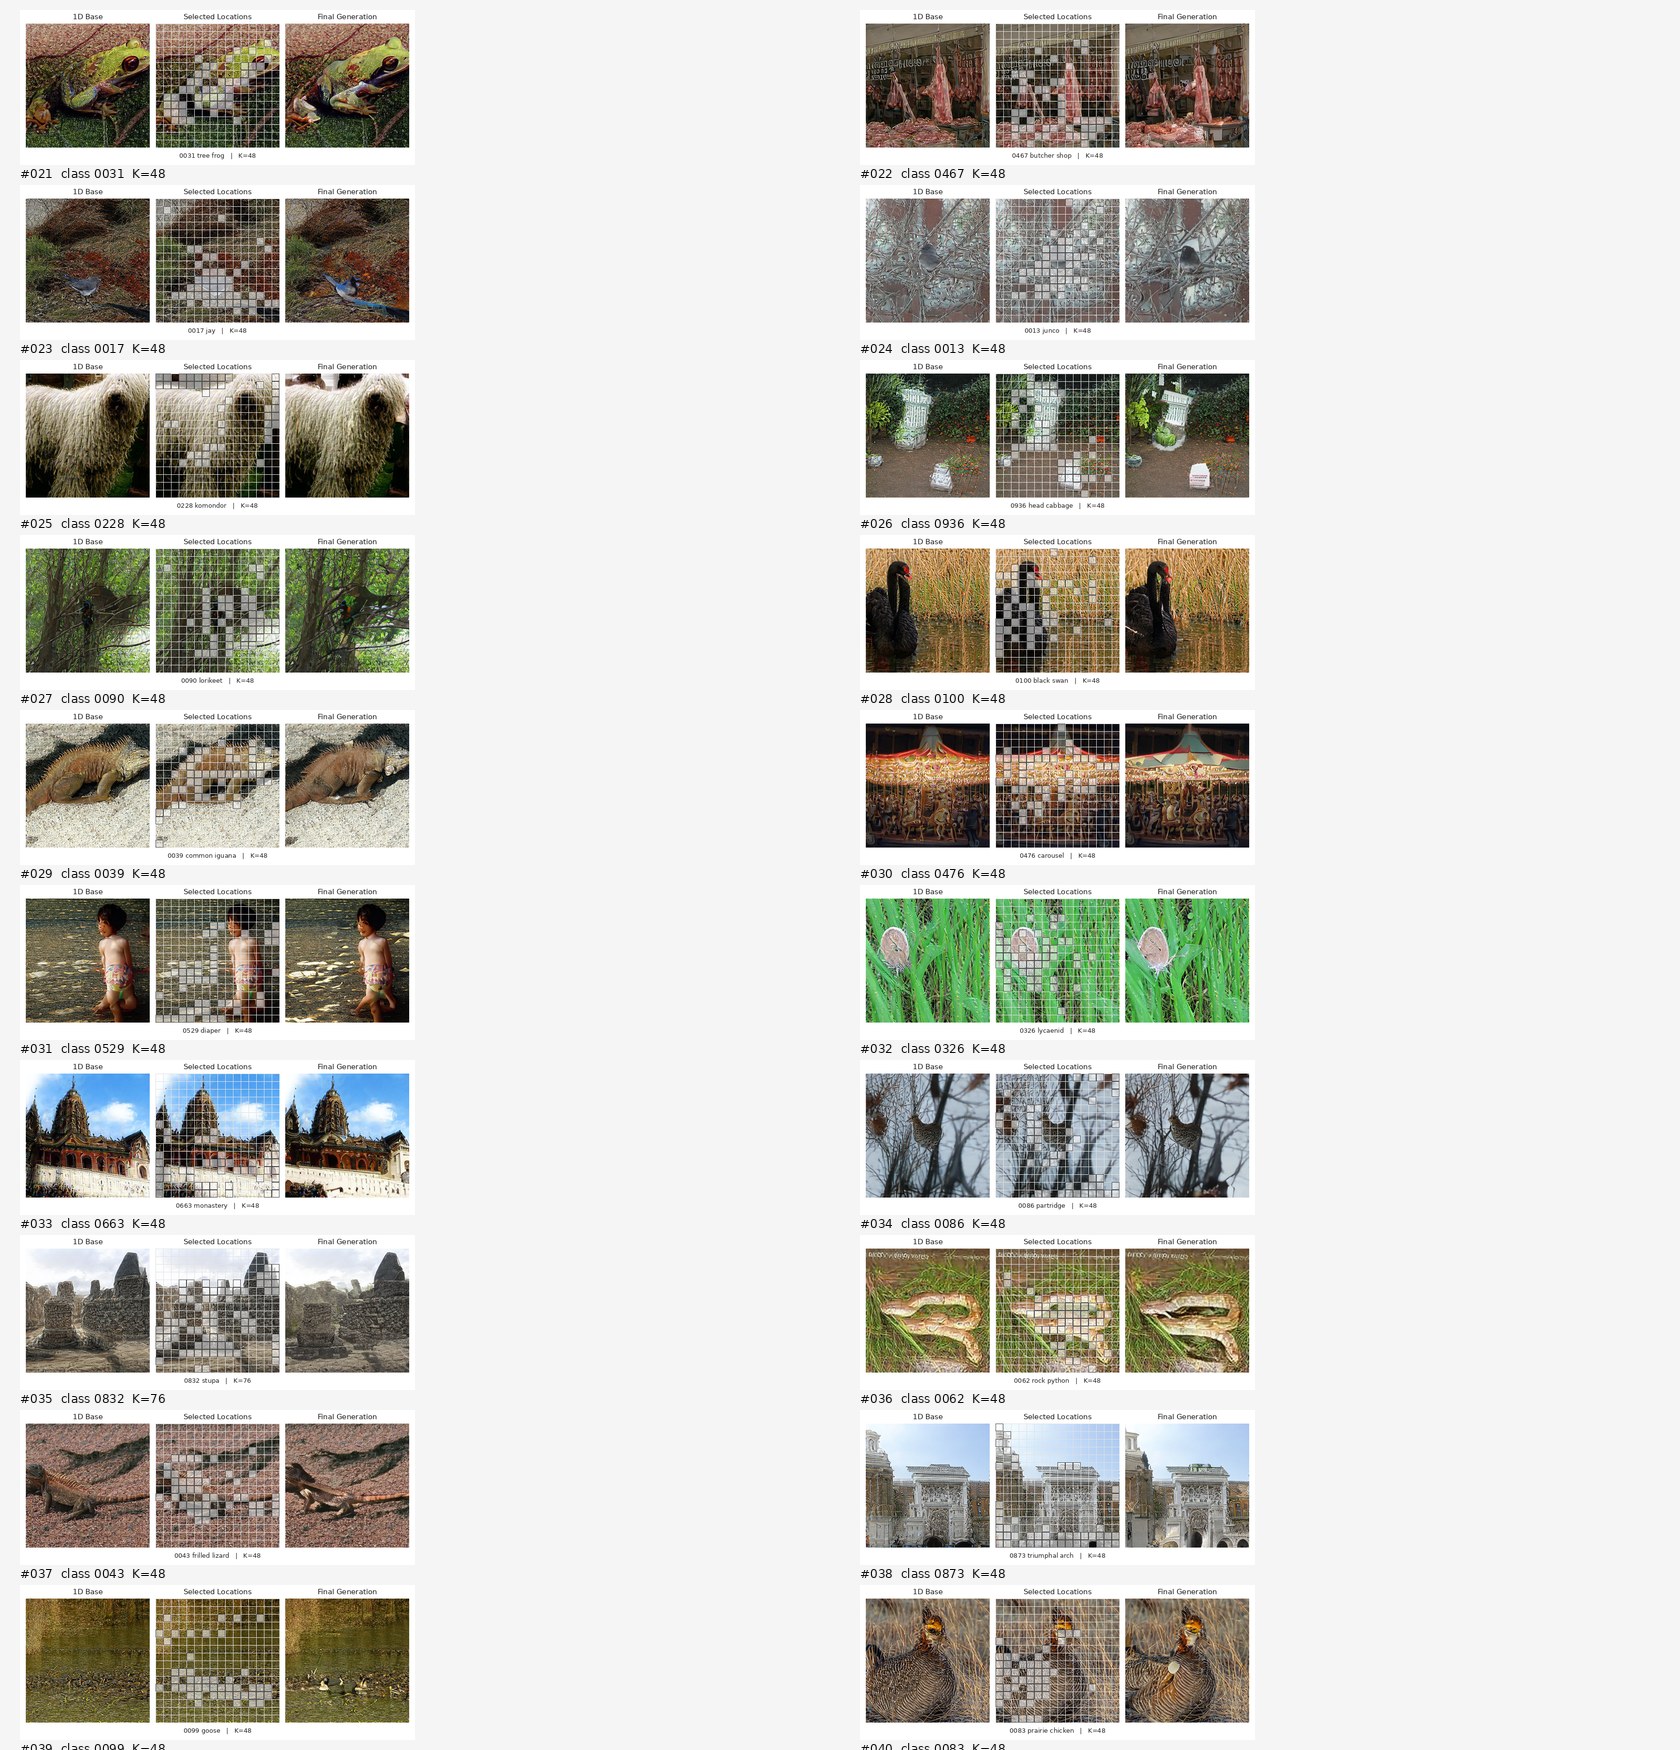 1D Base Selected Locations Final Generation
0031 tree frog | K=48
#021 class 0031 K=48
1D Base Selected Locations Final Generation
0467 butcher shop | K=48
#022 class 0467 K=48
1D Base Selected Locations Final Generation
0017 jay | K=48
#023 class 0017 K=48
1D Base Selected Locations Final Generation
0013 junco | K=48
#024 class 0013 K=48
1D Base Selected Locations Final Generation
0228 komondor | K=48
#025 class 0228 K=48
1D Base Selected Locations Final Generation
0936 head cabbage | K=48
#026 class 0936 K=48
1D Base Selected Locations Final Generation
0090 lorikeet | K=48
#027 class 0090 K=48
1D Base Selected Locations Final Generation
0100 black swan | K=48
#028 class 0100 K=48
1D Base Selected Locations Final Generation
0039 common iguana | K=48
#029 class 0039 K=48
1D Base Selected Locations Final Generation
0476 carousel | K=48
#030 class 0476 K=48
1D Base Selected Locations Final Generation
0529 diaper | K=48
#031 class 0529 K=48
1D Base Selected Locations Final Generation
0326 lycaenid | K=48
#032 class 0326 K=48
1D Base Selected Locations Final Generation
0663 monastery | K=48
#033 class 0663 K=48
1D Base Selected Locations Final Generation
0086 partridge | K=48
#034 class 0086 K=48
1D Base Selected Locations Final Generation
0832 stupa | K=76
#035 class 0832 K=76
1D Base Selected Locations Final Generation
0062 rock python | K=48
#036 class 0062 K=48
1D Base Selected Locations Final Generation
0043 frilled lizard | K=48
#037 class 0043 K=48
1D Base Selected Locations Final Generation
0873 triumphal arch | K=48
#038 class 0873 K=48
1D Base Selected Locations Final Generation
0099 goose | K=48
#039 class 0099 K=48
1D Base Selected Locations Final Generation
0083 prairie chicken | K=48
#040 class 0083 K=48